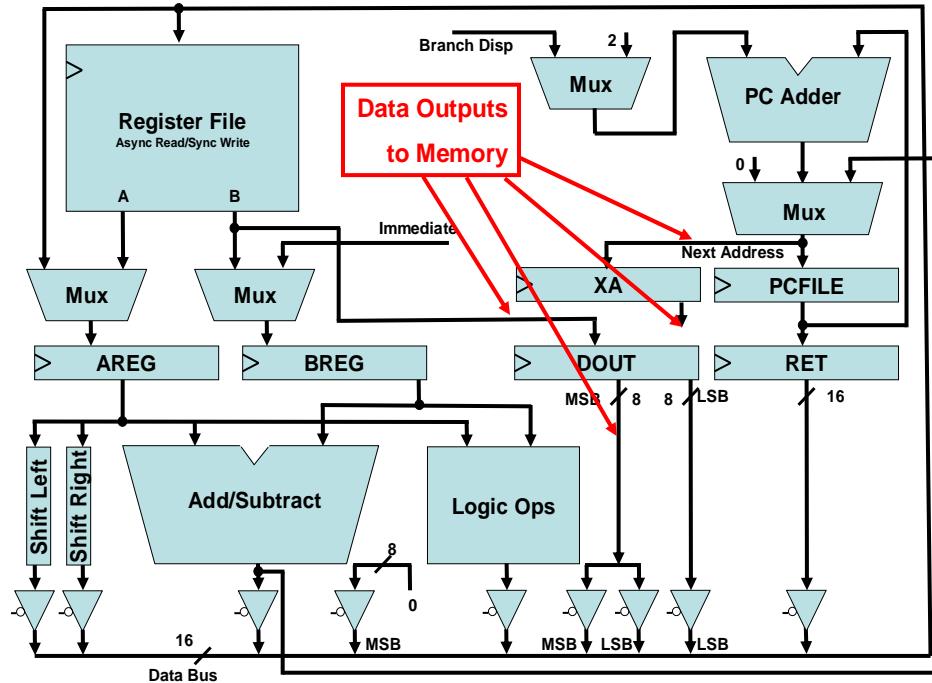 Branch Disp
2
Mux
PC Adder
Register File
Async Read/Sync Write
A
B
Data Outputs
to Memory
0
Mux
Immediate
Next Address
Mux
Mux
XA
PCFILE
AREG
BREG
DOUT
RET
MSB
8
8
LSB
16
Shift Left
Shift Right
Add/Subtract
Logic Ops
8
0
MSB
MSB
LSB
LSB
16
Data Bus